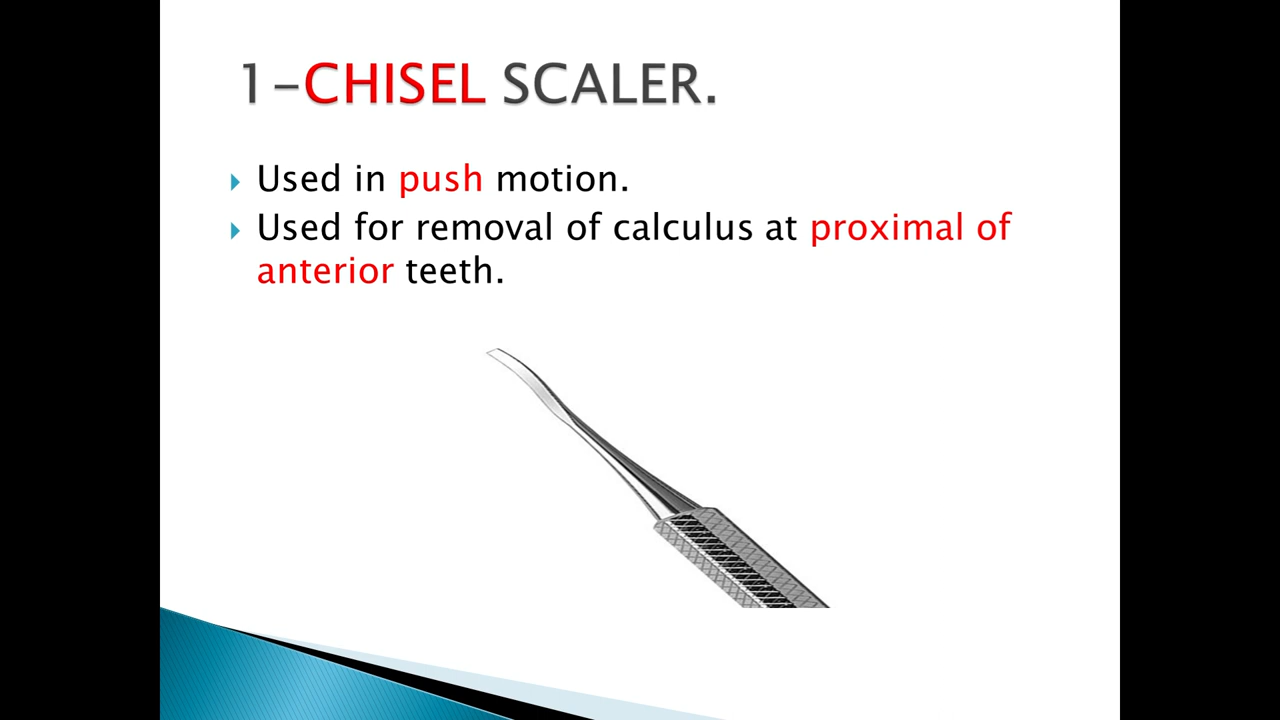 1-CHISEL SCALER.
Used in push motion.
Used for removal of calculus at proximal of
anterior teeth.